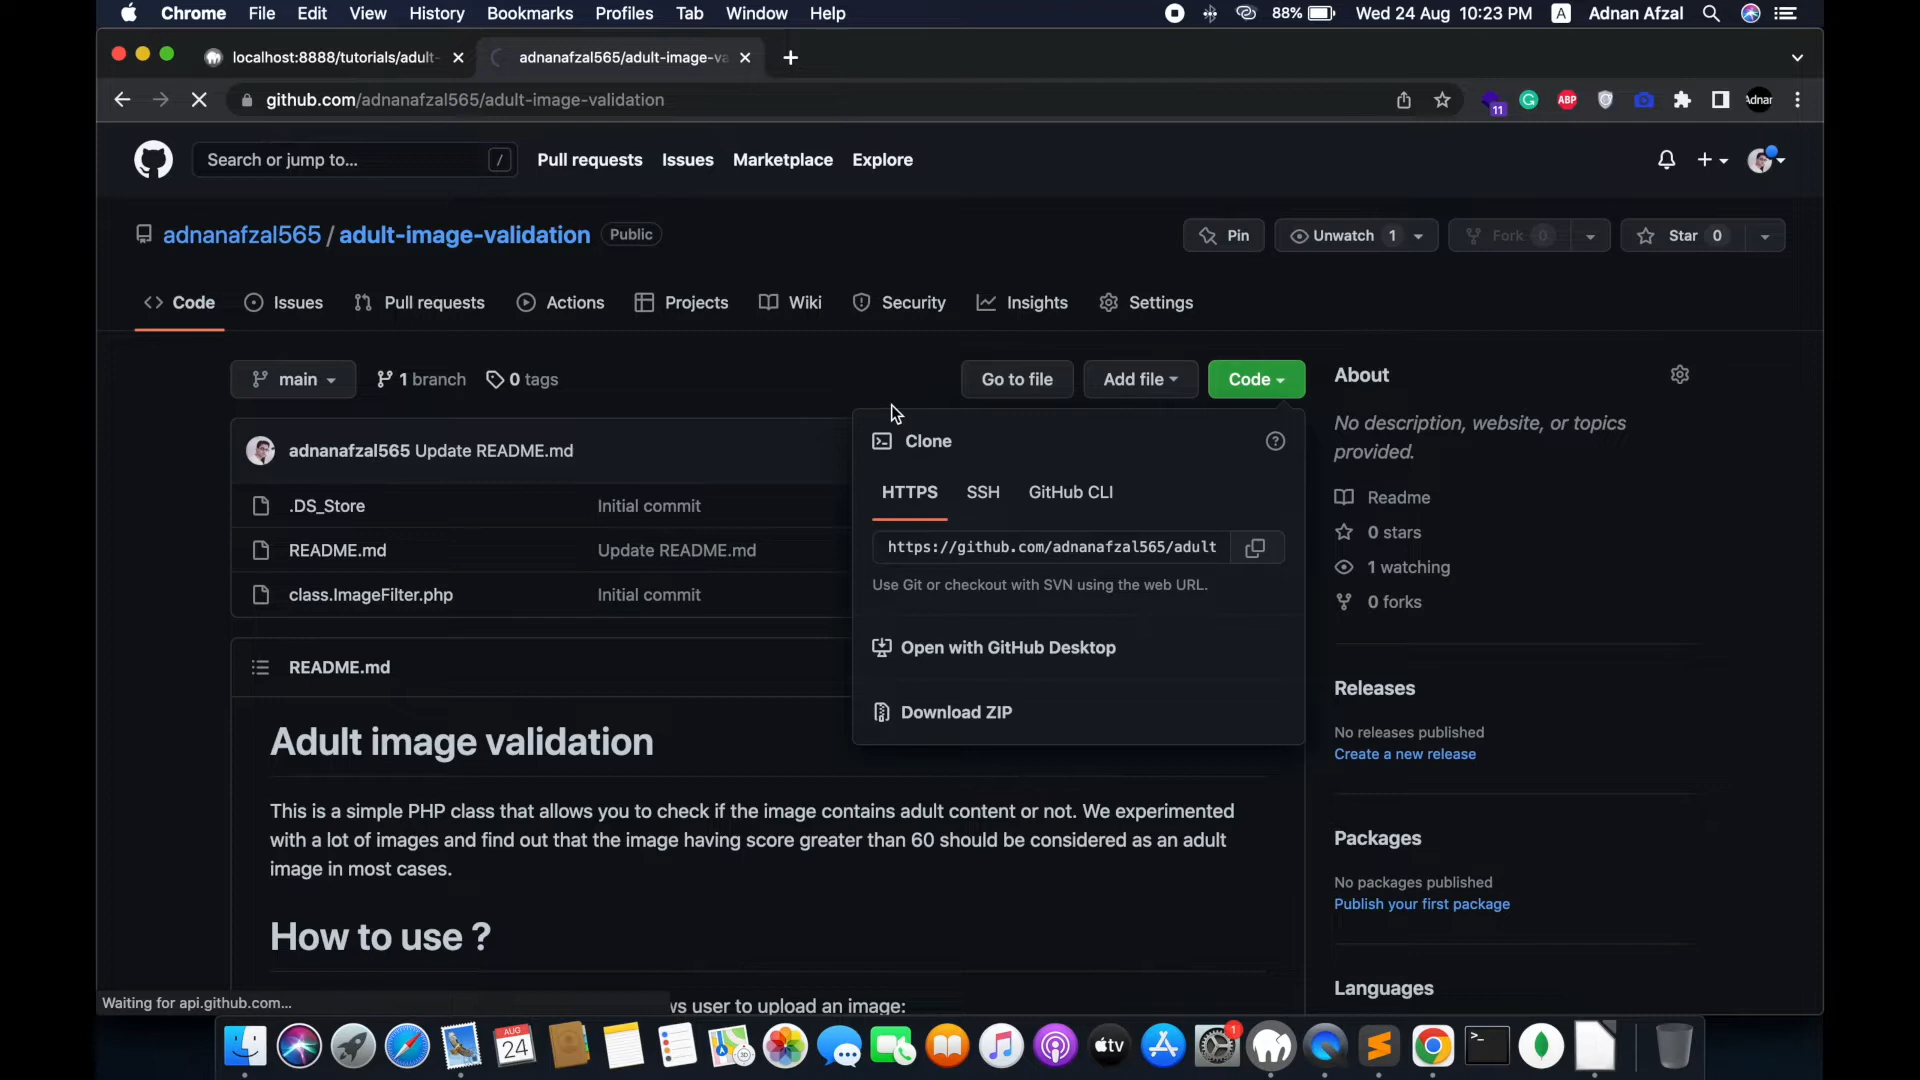 Chrome File Edit View History Bookmarks Profiles Tab Window Help 88% Wed 24 Aug 10:23 PM A Adnan Afzal
localhost:8888/tutorials/adult- adnanafzal565/adult-image-va
github.com/adnanafzal565/adult-image-validation 11 ABP Adnan
Search or jump to... / Pull requests Issues Marketplace Explore
adnanafzal565 / adult-image-validation Public Pin Unwatch 1 Fork 0 Star 0
Code Issues Pull requests Actions Projects Wiki Security Insights Settings
main 1 branch 0 tags Go to file Add file Code
adnanafzal565 Update README.md
.DS_Store Initial commit
README.md Update README.md
class.ImageFilter.php Initial commit
Clone
HTTPS SSH GitHub CLI
https://github.com/adnanafzal565/adult
Use Git or checkout with SVN using the web URL.
Open with GitHub Desktop
Download ZIP
README.md
Adult image validation
This is a simple PHP class that allows you to check if the image contains adult content or not. We experimented
with a lot of images and find out that the image having score greater than 60 should be considered as an adult
image in most cases.
How to use ?
ws user to upload an image:
About
No description, website, or topics
provided.
Readme
0 stars
1 watching
0 forks
Releases
No releases published
Create a new release
Packages
No packages published
Publish your first package
Languages
Waiting for api.github.com...
AUG
24
3D
tv
1